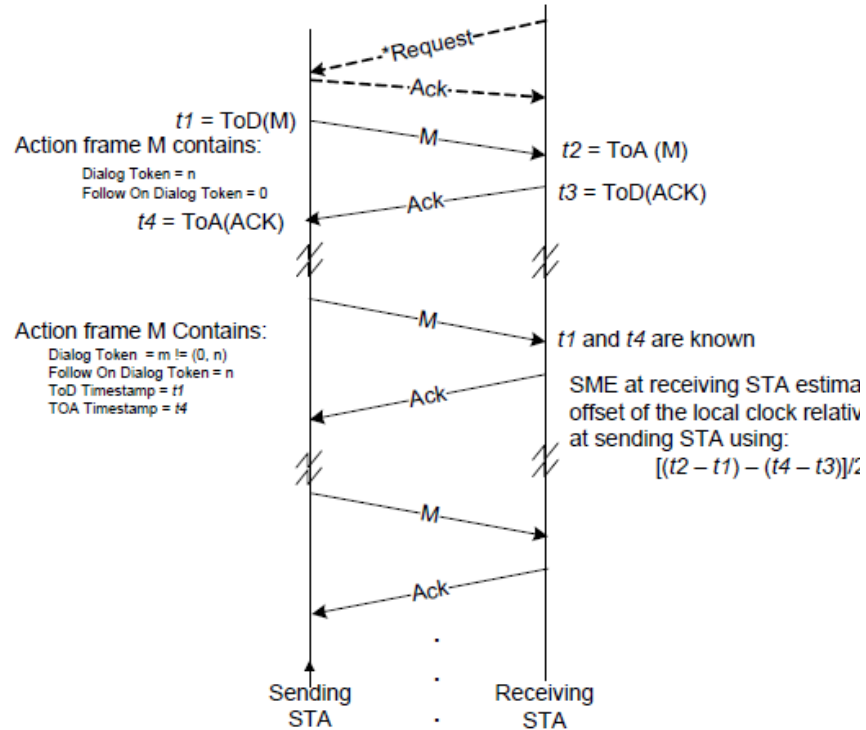 *Request
Ack
t1 = ToD(M)
M
Action frame M contains:
t2 = ToA (M)
Dialog Token = n
Follow On Dialog Token = 0
t3 = ToD(ACK)
Ack
t4 = ToA(ACK)
M
Action frame M Contains:
t1 and t4 are known
Dialog Token = m != (0, n)
Follow On Dialog Token = n
ToD Timestamp = t1
TOA Timestamp = t4
Ack
SME at receiving STA estima
offset of the local clock relativ
at sending STA using:
[(t2 – t1) – (t4 – t3)]/2
M
Ack
Sending
STA
Receiving
STA